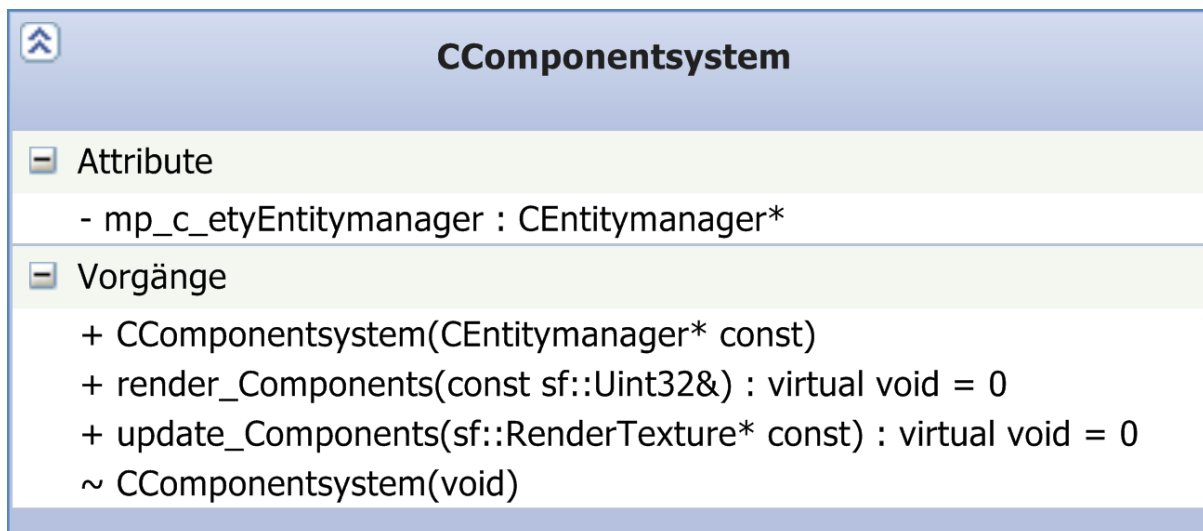 CComponentsystem
Attribute
- mp_c_etyEntitymanager : CEntitymanager*
Vorgänge
+ CComponentsystem(CEntitymanager* const)
+ render_Components(const sf::Uint32&) : virtual void = 0
+ update_Components(sf::RenderTexture* const) : virtual void = 0
~ CComponentsystem(void)